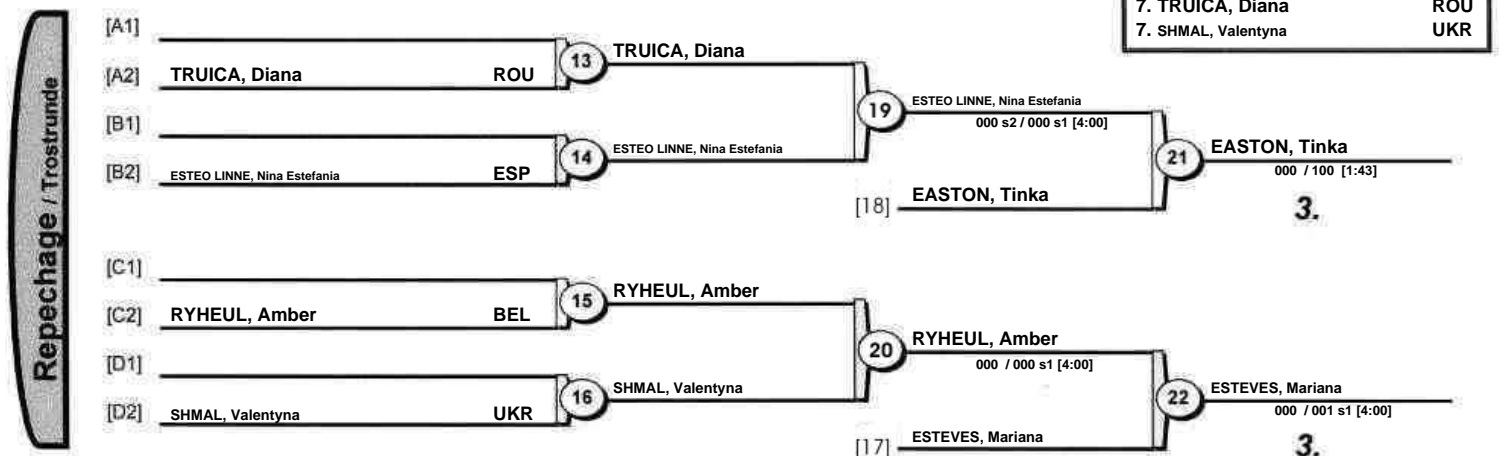 7. TRUICA, Diana ROU
7. SHMAL, Valentyna UKR
Repechage / Trostrunde
[A1]
[A2] TRUICA, Diana ROU
13
TRUICA, Diana
[B1]
[B2] ESTEO LINNE, Nina Estefania ESP
14
ESTEO LINNE, Nina Estefania
19
ESTEO LINNE, Nina Estefania
000 s2 / 000 s1 [4:00]
[18] EASTON, Tinka
21
EASTON, Tinka
000 / 100 [1:43]
3.
[C1]
[C2] RYHEUL, Amber BEL
15
RYHEUL, Amber
[D1]
[D2] SHMAL, Valentyna UKR
16
SHMAL, Valentyna
20
RYHEUL, Amber
000 / 000 s1 [4:00]
[17] ESTEVES, Mariana
22
ESTEVES, Mariana
000 / 001 s1 [4:00]
3.